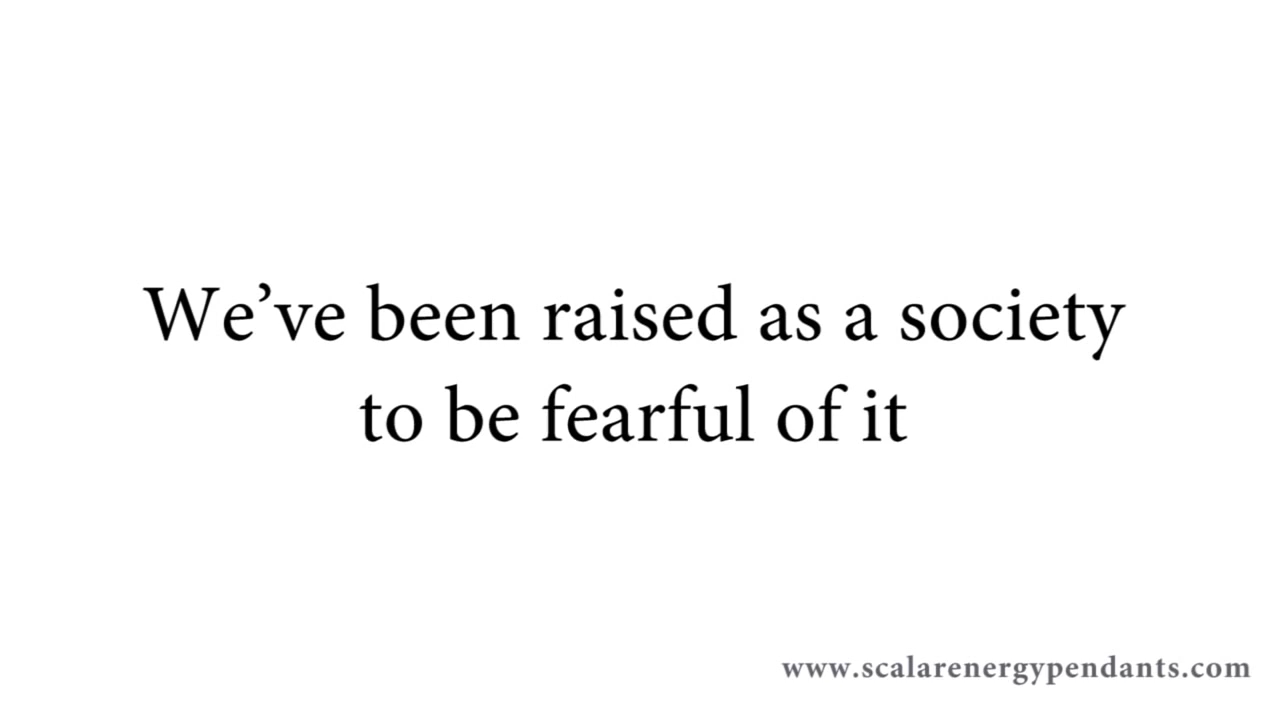 We’ve been raised as a society
to be fearful of it
www.scalarenergypendants.com